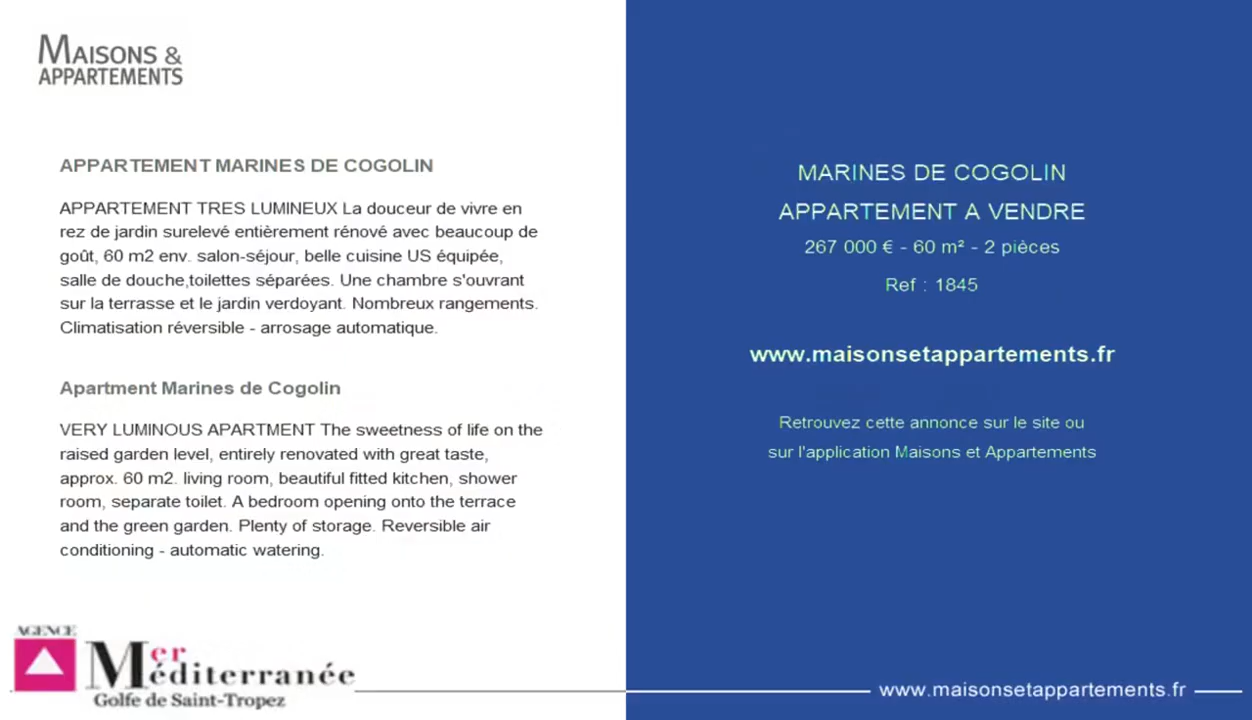 MAISONS &
APPARTEMENTS
APPARTEMENT MARINES DE COGOLIN
APPARTEMENT TRES LUMINEUX La douceur de vivre en
rez de jardin surelevé entièrement rénové avec beaucoup de
goût, 60 m2 env. salon-séjour, belle cuisine US équipée,
salle de douche,toilettes séparées. Une chambre s'ouvrant
sur la terrasse et le jardin verdoyant. Nombreux rangements.
Climatisation réversible - arrosage automatique.
Apartment Marines de Cogolin
VERY LUMINOUS APARTMENT The sweetness of life on the
raised garden level, entirely renovated with great taste,
approx. 60 m2. living room, beautiful fitted kitchen, shower
room, separate toilet. A bedroom opening onto the terrace
and the green garden. Plenty of storage. Reversible air
conditioning - automatic watering.
AGENCE
Mer
Méditerranée
Golfe de Saint-Tropez
MARINES DE COGOLIN
APPARTEMENT A VENDRE
267 000 € - 60 m² - 2 pièces
Ref : 1845
www.maisonsetappartements.fr
Retrouvez cette annonce sur le site ou
sur l'application Maisons et Appartements
www.maisonsetappartements.fr